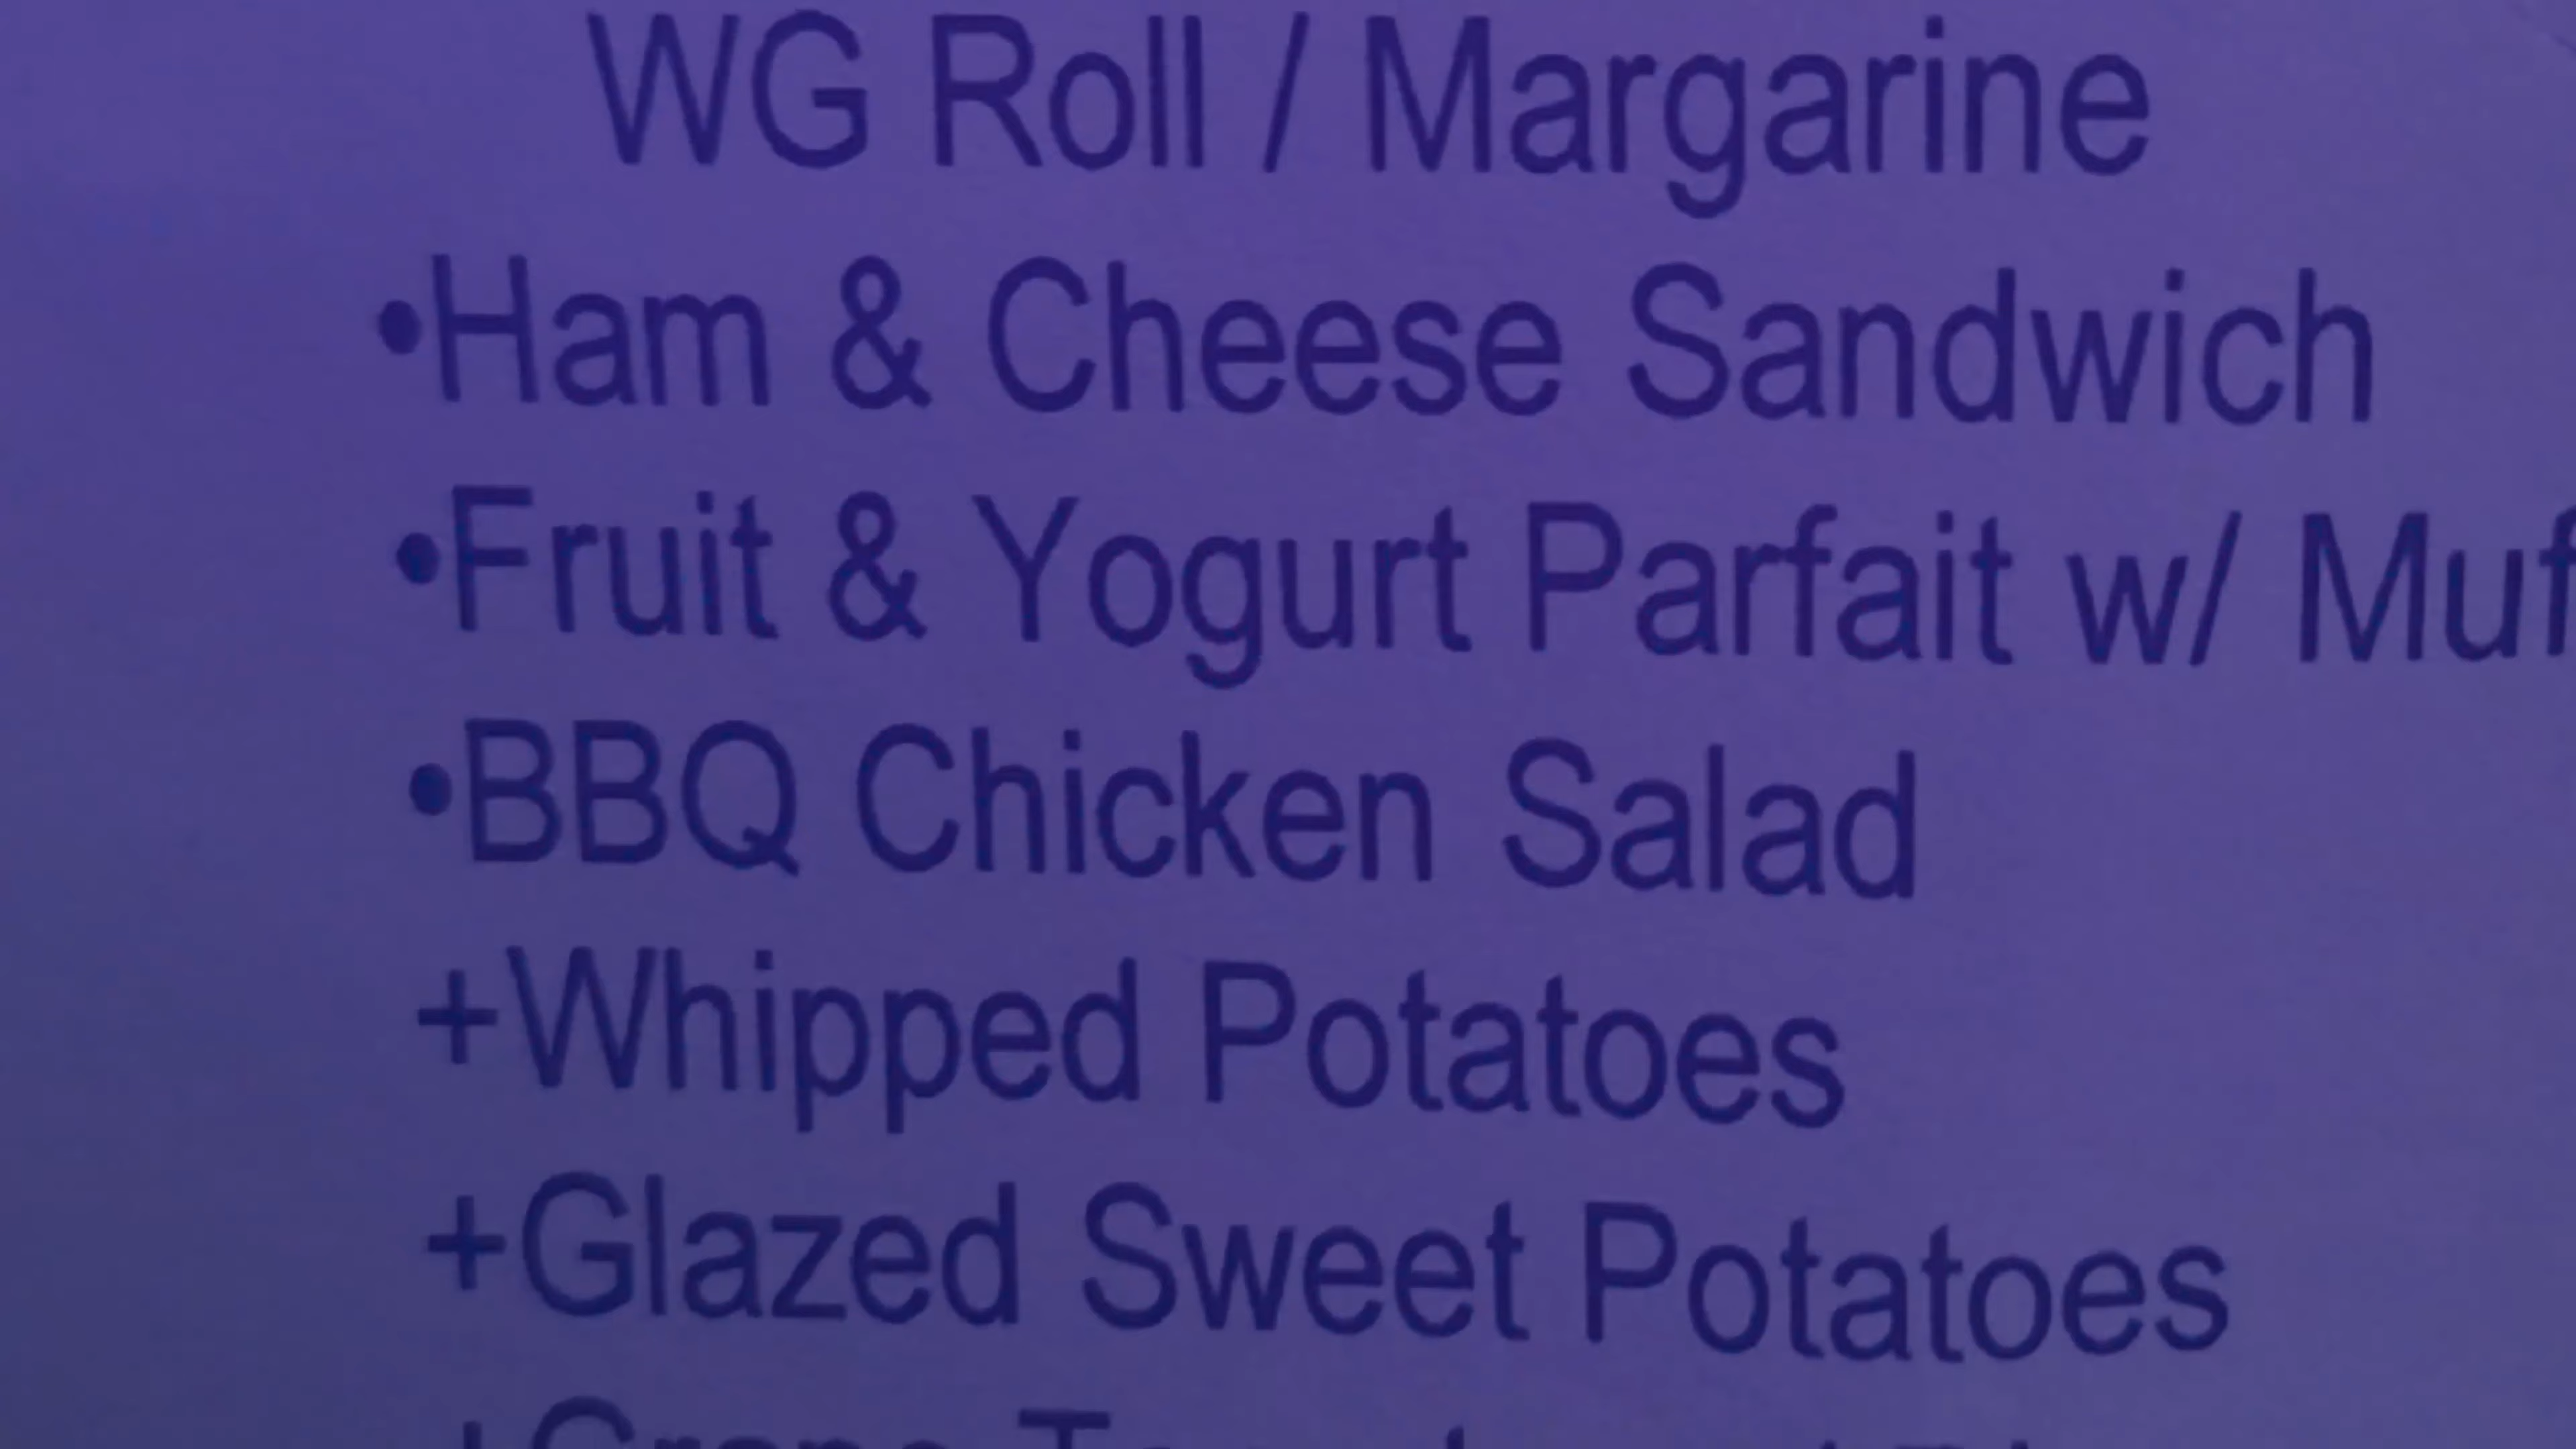 WG Roll / Margarine
•Ham & Cheese Sandwich
•Fruit & Yogurt Parfait w/ Muf
•BBQ Chicken Salad
+Whipped Potatoes
+Glazed Sweet Potatoes